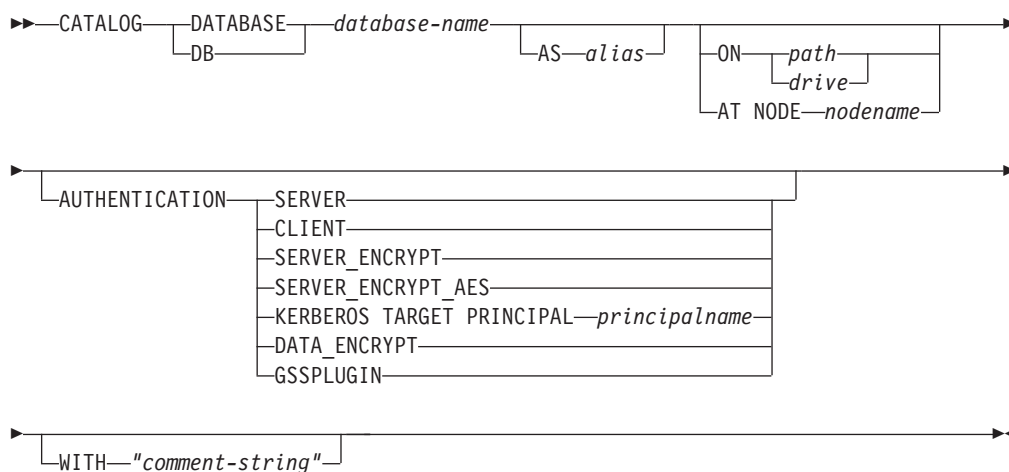 CATALOG DATABASE database-name AS alias ON path
DB drive
AT NODE nodename
AUTHENTICATION SERVER
CLIENT
SERVER_ENCRYPT
SERVER_ENCRYPT_AES
KERBEROS TARGET PRINCIPAL principalname
DATA_ENCRYPT
GSSPLUGIN
WITH "comment-string"